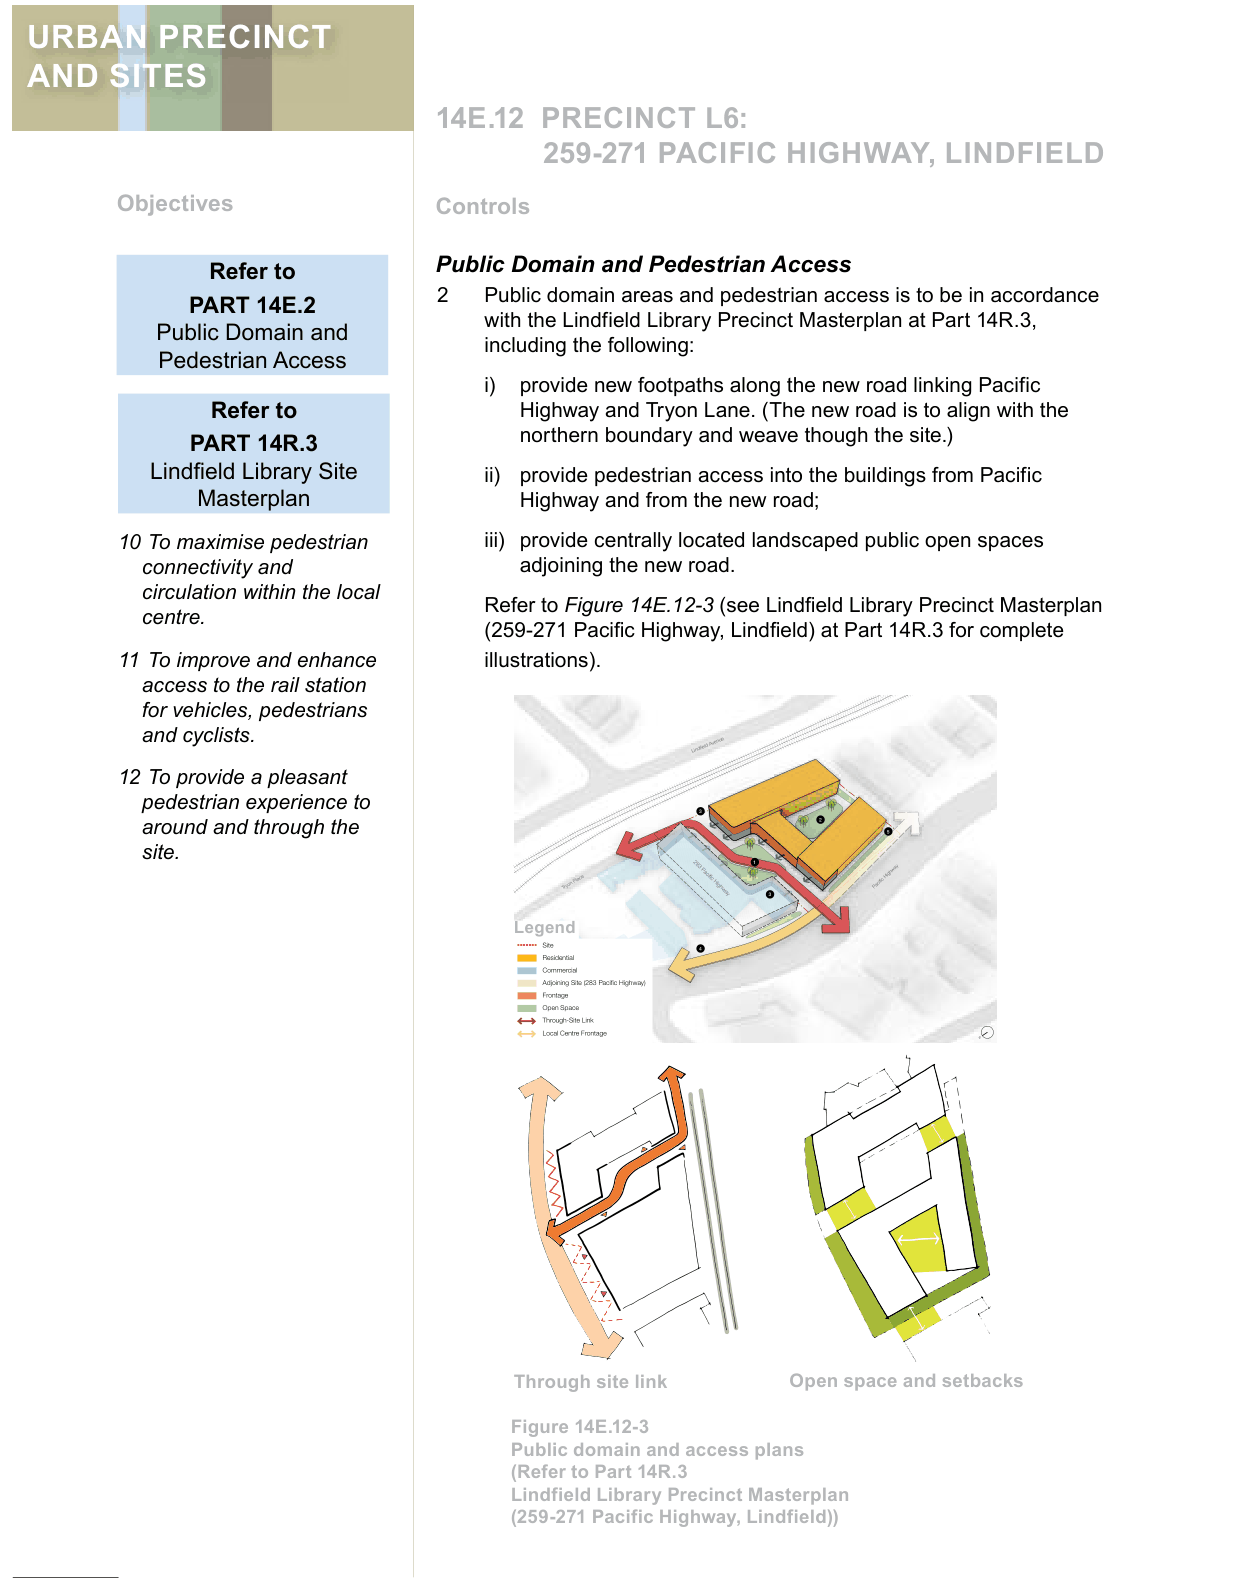 URBAN PRECINCT
AND SITES
14E.12 PRECINCT L6:
259-271 PACIFIC HIGHWAY, LINDFIELD
Objectives
Refer to
PART 14E.2
Public Domain and
Pedestrian Access
Refer to
PART 14R.3
Lindfield Library Site
Masterplan
10 To maximise pedestrian
connectivity and
circulation within the local
centre.
11 To improve and enhance
access to the rail station
for vehicles, pedestrians
and cyclists.
12 To provide a pleasant
pedestrian experience to
around and through the
site.
Controls
Public Domain and Pedestrian Access
2 Public domain areas and pedestrian access is to be in accordance
with the Lindfield Library Precinct Masterplan at Part 14R.3,
including the following:
i) provide new footpaths along the new road linking Pacific
Highway and Tryon Lane. (The new road is to align with the
northern boundary and weave though the site.)
ii) provide pedestrian access into the buildings from Pacific
Highway and from the new road;
iii) provide centrally located landscaped public open spaces
adjoining the new road.
Refer to Figure 14E.12-3 (see Lindfield Library Precinct Masterplan
(259-271 Pacific Highway, Lindfield) at Part 14R.3 for complete
illustrations).
Lindfield Avenue
Tryon Place
283 Pacific Highway
Pacific Highway
Legend
Site
Residential
Commercial
Adjoining Site (283 Pacific Highway)
Frontage
Open Space
Through-Site Link
Local Centre Frontage
Through site link
Open space and setbacks
Figure 14E.12-3
Public domain and access plans
(Refer to Part 14R.3
Lindfield Library Precinct Masterplan
(259-271 Pacific Highway, Lindfield))